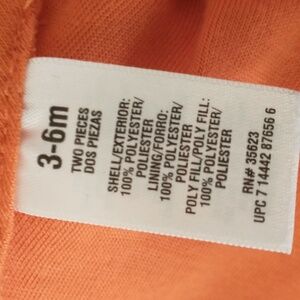 3-6m
TWO PIECES
DOS PIEZAS
SHELL/EXTERIOR:
100% POLYESTER/
POLIESTER
LINING/FORRO:
100% POLYESTER/
POLIESTER
POLY FILL/POLY FILL:
100% POLYESTER/
POLIESTER
RN# 35623
UPC 7 14442 87656 6